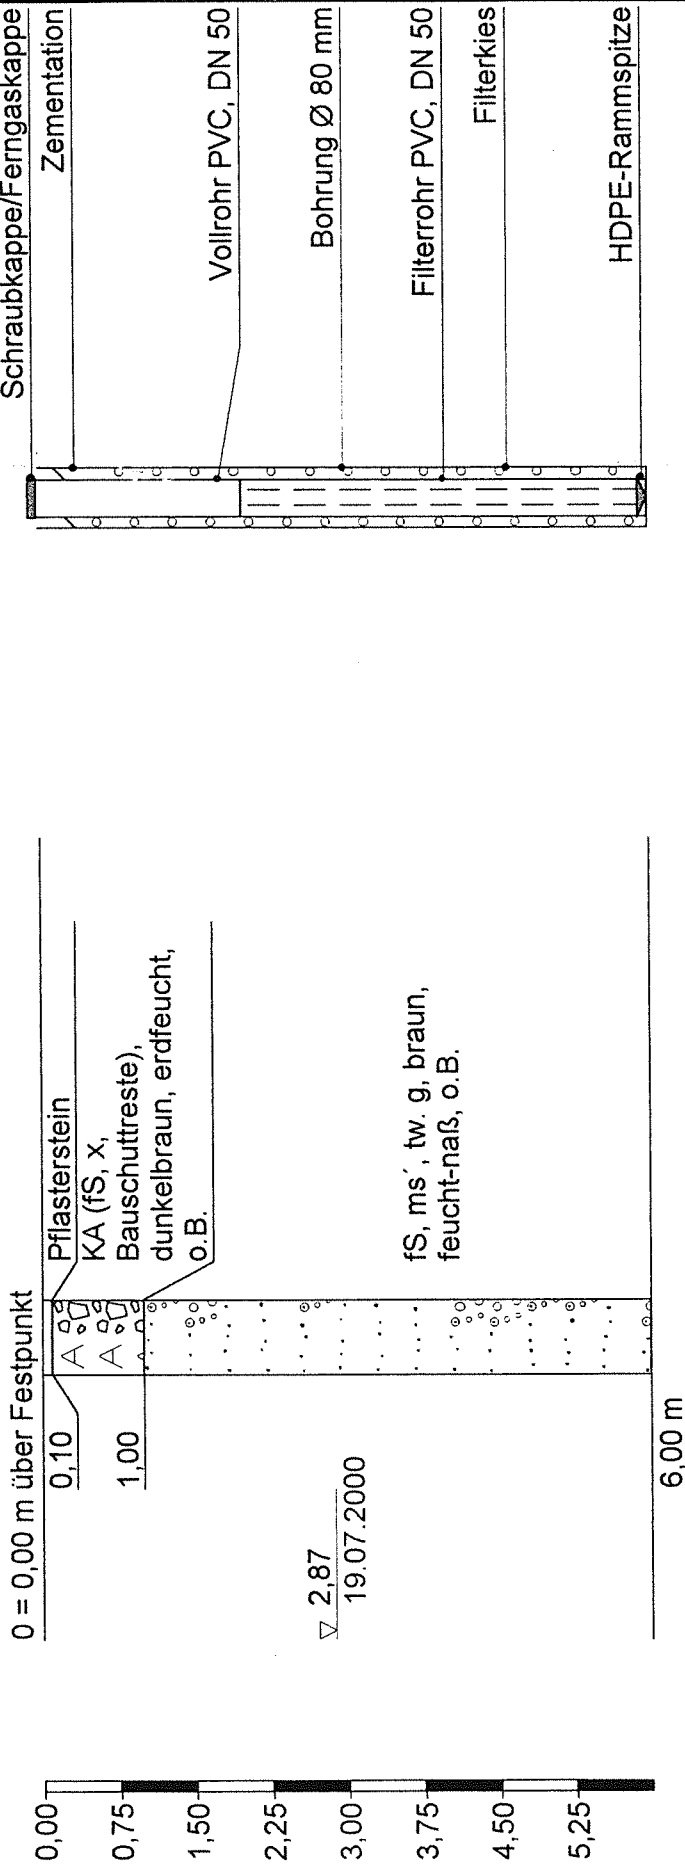 0,00
0,75
1,50
2,25
3,00
3,75
4,50
5,25
0 = 0,00 m über Festpunkt
0,10
1,00
▽ 2,87
19.07.2000
6,00 m
Pflasterstein
KA (fS, x,
Bauschuttreste),
dunkelbraun, erdfeucht,
o.B.
A
A
fS, ms´, tw. g, braun,
feucht-naß, o.B.
Schraubkappe/Ferngaskappe
Zementation
Vollrohr PVC, DN 50
Bohrung Ø 80 mm
Filterrohr PVC, DN 50
Filterkies
HDPE-Rammspitze